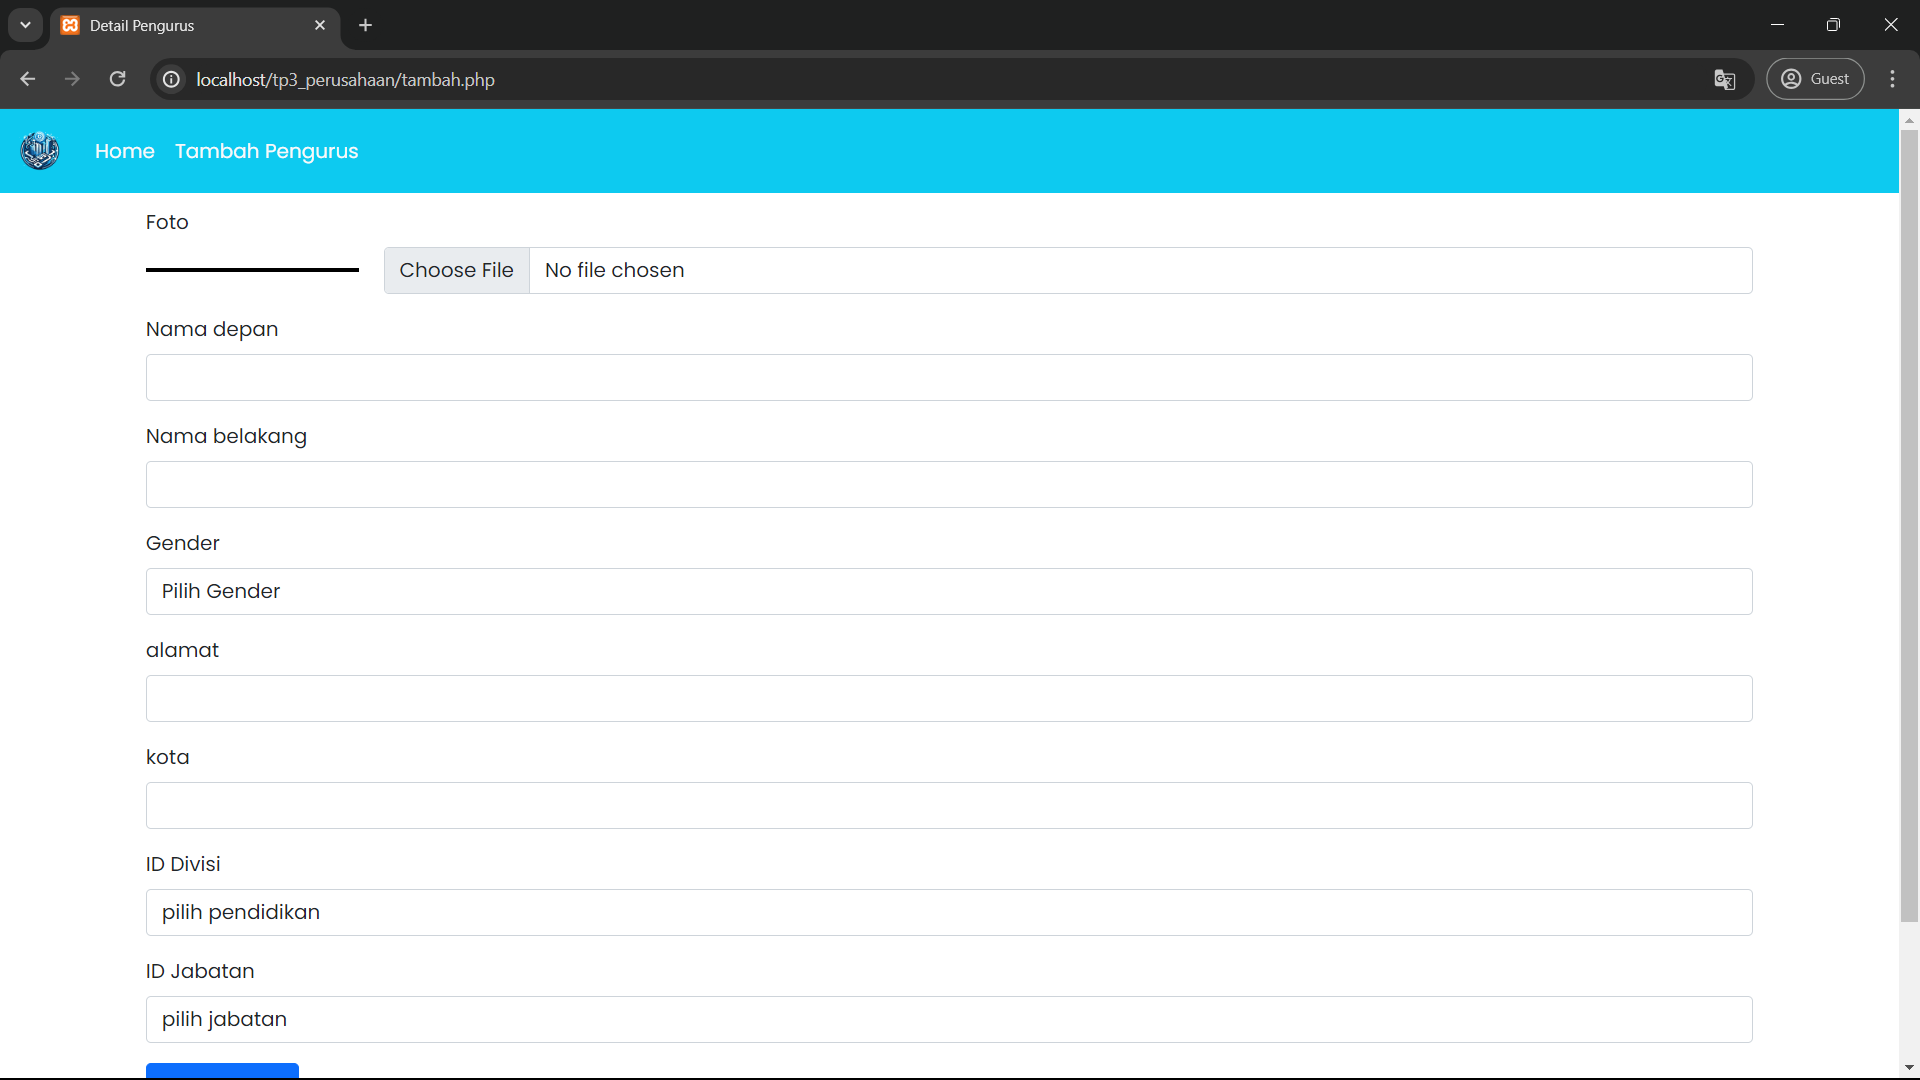 Detail Pengurus
localhost/tp3_perusahaan/tambah.php
Guest
Home Tambah Pengurus
Foto
Choose File No file chosen
Nama depan
Nama belakang
Gender
Pilih Gender
alamat
kota
ID Divisi
pilih pendidikan
ID Jabatan
pilih jabatan